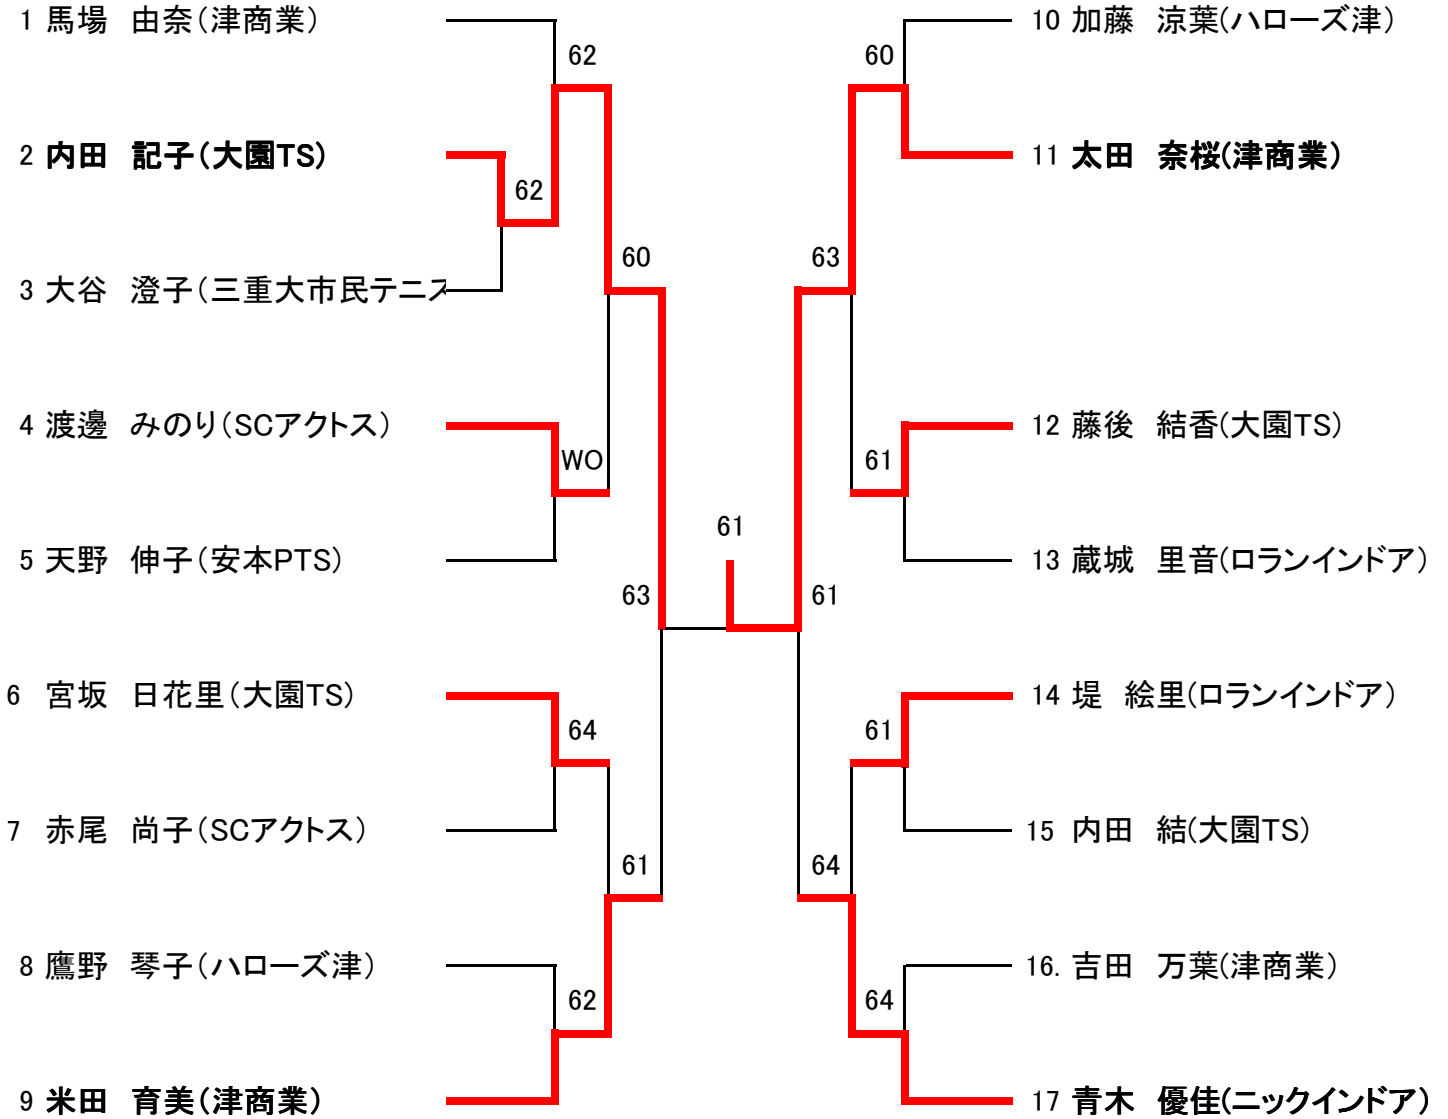 1 馬場　由奈（津商業）
62
2 内田　記子（大園TS）
62
3 大谷　澄子（三重大市民テニス
60
4 渡邊　みのり（SCアクトス）
WO
5 天野　伸子（安本PTS）
63
6 宮坂　日花里（大園TS）
64
7 赤尾　尚子（SCアクトス）
61
8 鷹野　琴子（ハローズ津）
62
9 米田　育美（津商業）
61
10 加藤　涼葉(ハローズ津）
60
11 太田　奈桜(津商業）
63
12 藤後　結香(大園TS）
61
13 蔵城　里音(ロランインドア）
61
14 堤　絵里(ロランインドア）
61
15 内田　結(大園TS）
64
16. 吉田　万葉(津商業）
64
17 青木　優佳(ニックインドア）